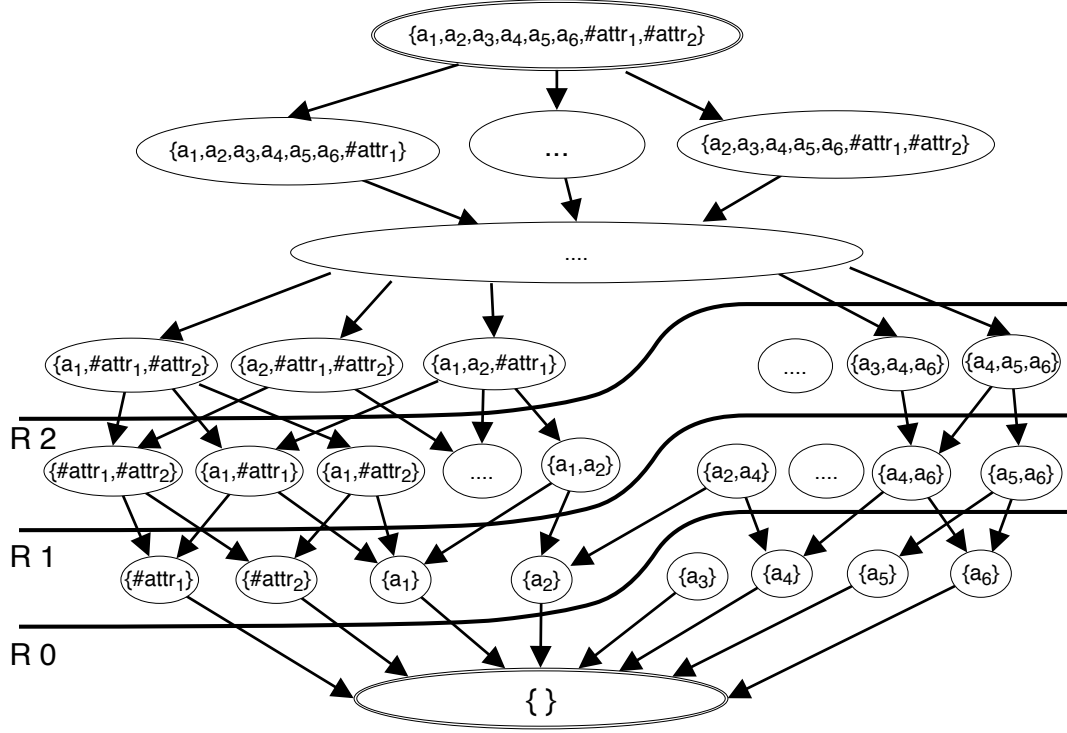 {a₁,a₂,a₃,a₄,a₅,a₆,#attr₁,#attr₂}
{a₁,a₂,a₃,a₄,a₅,a₆,#attr₁}
...
{a₂,a₃,a₄,a₅,a₆,#attr₁,#attr₂}
....
{a₁,#attr₁,#attr₂}
{a₂,#attr₁,#attr₂}
{a₁,a₂,#attr₁}
....
{a₃,a₄,a₆}
{a₄,a₅,a₆}
R 2
{#attr₁,#attr₂}
{a₁,#attr₁}
{a₁,#attr₂}
....
{a₁,a₂}
{a₂,a₄}
....
{a₄,a₆}
{a₅,a₆}
R 1
{#attr₁}
{#attr₂}
{a₁}
{a₂}
{a₃}
{a₄}
{a₅}
{a₆}
R 0
{ }